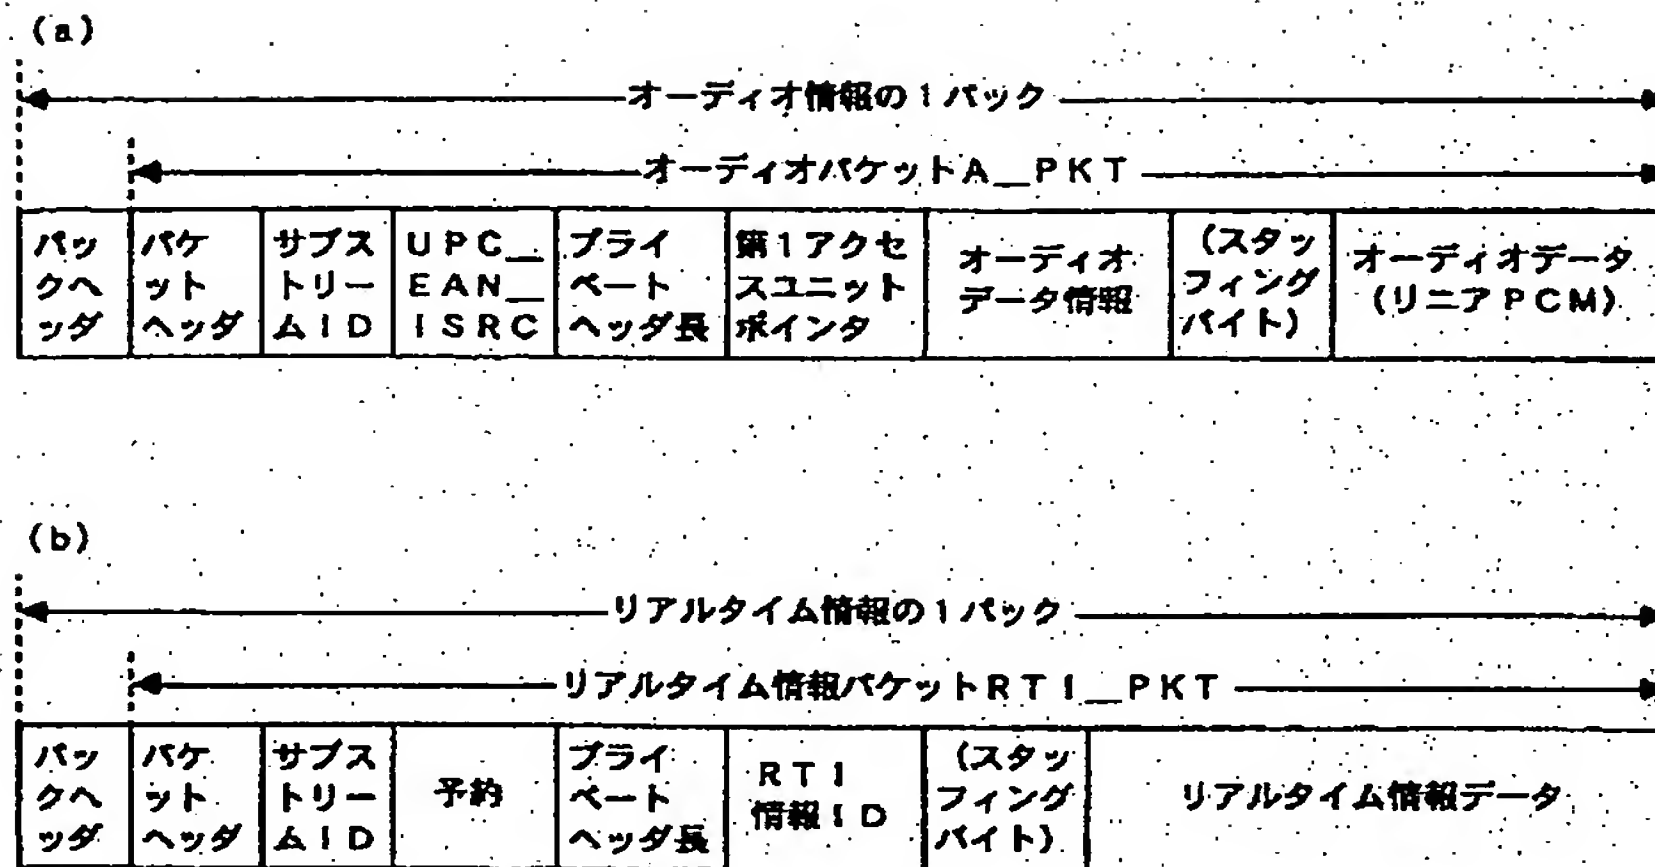 (a)
オーディオ情報の1パック
オーディオパケットA_PKT
パッ
クヘ
ッダ
パケ
ット
ヘッダ
サブス
トリー
ムID
UPC_
EAN_
ISRC
プライ
ベート
ヘッダ長
第1アクセ
スユニット
ポインタ
オーディオ
データ情報
(スタッ
フィング
バイト)
オーディオデータ
(リニアPCM)
(b)
リアルタイム情報の1パック
リアルタイム情報パケットRTI_PKT
パッ
クヘ
ッダ
パケ
ット
ヘッダ
サブス
トリー
ムID
予約
プライ
ベート
ヘッダ長
RTI
情報ID
(スタッ
フィング
バイト)
リアルタイム情報データ